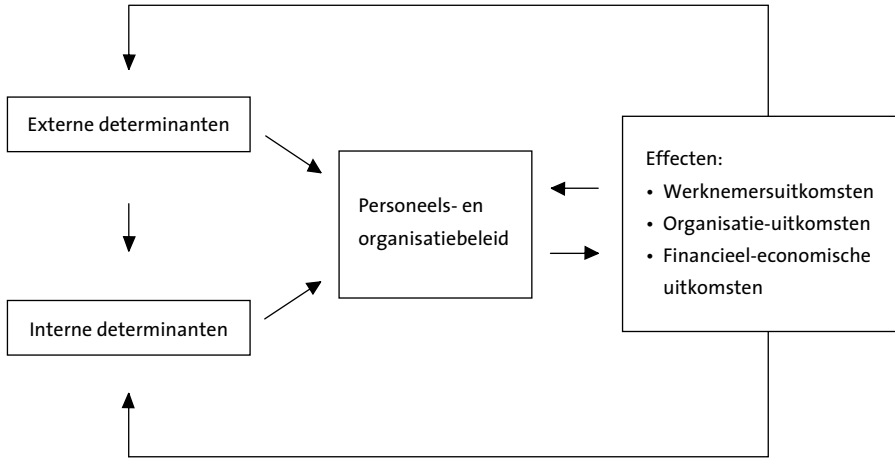 Externe determinanten
Interne determinanten
Personeels- en
organisatiebeleid
Effecten:
• Werknemersuitkomsten
• Organisatie-uitkomsten
• Financieel-economische
uitkomsten